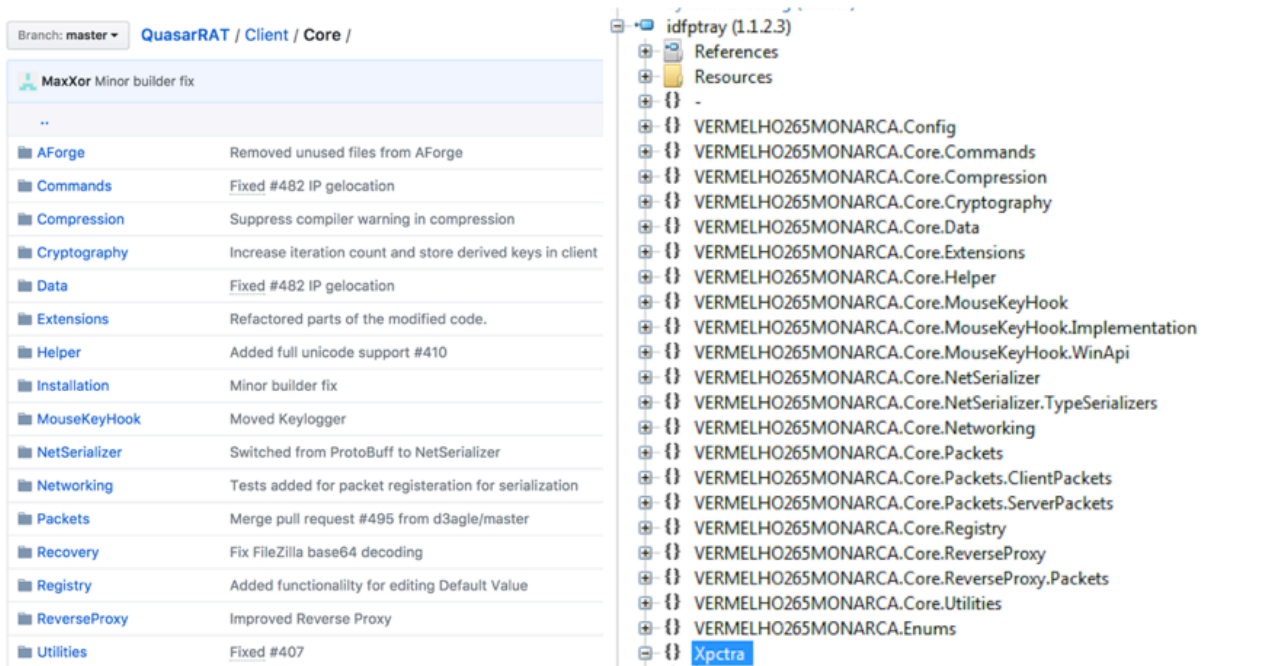 Branch: master
QuasarRAT / Client / Core /
MaxXor Minor builder fix
..
AForge Removed unused files from AForge
Commands Fixed #482 IP gelocation
Compression Suppress compiler warning in compression
Cryptography Increase iteration count and store derived keys in client
Data Fixed #482 IP gelocation
Extensions Refactored parts of the modified code.
Helper Added full unicode support #410
Installation Minor builder fix
MouseKeyHook Moved Keylogger
NetSerializer Switched from ProtoBuff to NetSerializer
Networking Tests added for packet registeration for serialization
Packets Merge pull request #495 from d3agle/master
Recovery Fix FileZilla base64 decoding
Registry Added functionalilty for editing Default Value
ReverseProxy Improved Reverse Proxy
Utilities Fixed #407
idfptray (1.1.2.3)
References
Resources
{} -
{} VERMELHO265MONARCA.Config
{} VERMELHO265MONARCA.Core.Commands
{} VERMELHO265MONARCA.Core.Compression
{} VERMELHO265MONARCA.Core.Cryptography
{} VERMELHO265MONARCA.Core.Data
{} VERMELHO265MONARCA.Core.Extensions
{} VERMELHO265MONARCA.Core.Helper
{} VERMELHO265MONARCA.Core.MouseKeyHook
{} VERMELHO265MONARCA.Core.MouseKeyHook.Implementation
{} VERMELHO265MONARCA.Core.MouseKeyHook.WinApi
{} VERMELHO265MONARCA.Core.NetSerializer
{} VERMELHO265MONARCA.Core.NetSerializer.TypeSerializers
{} VERMELHO265MONARCA.Core.Networking
{} VERMELHO265MONARCA.Core.Packets
{} VERMELHO265MONARCA.Core.Packets.ClientPackets
{} VERMELHO265MONARCA.Core.Packets.ServerPackets
{} VERMELHO265MONARCA.Core.Registry
{} VERMELHO265MONARCA.Core.ReverseProxy
{} VERMELHO265MONARCA.Core.ReverseProxy.Packets
{} VERMELHO265MONARCA.Core.Utilities
{} VERMELHO265MONARCA.Enums
{} Xpctra